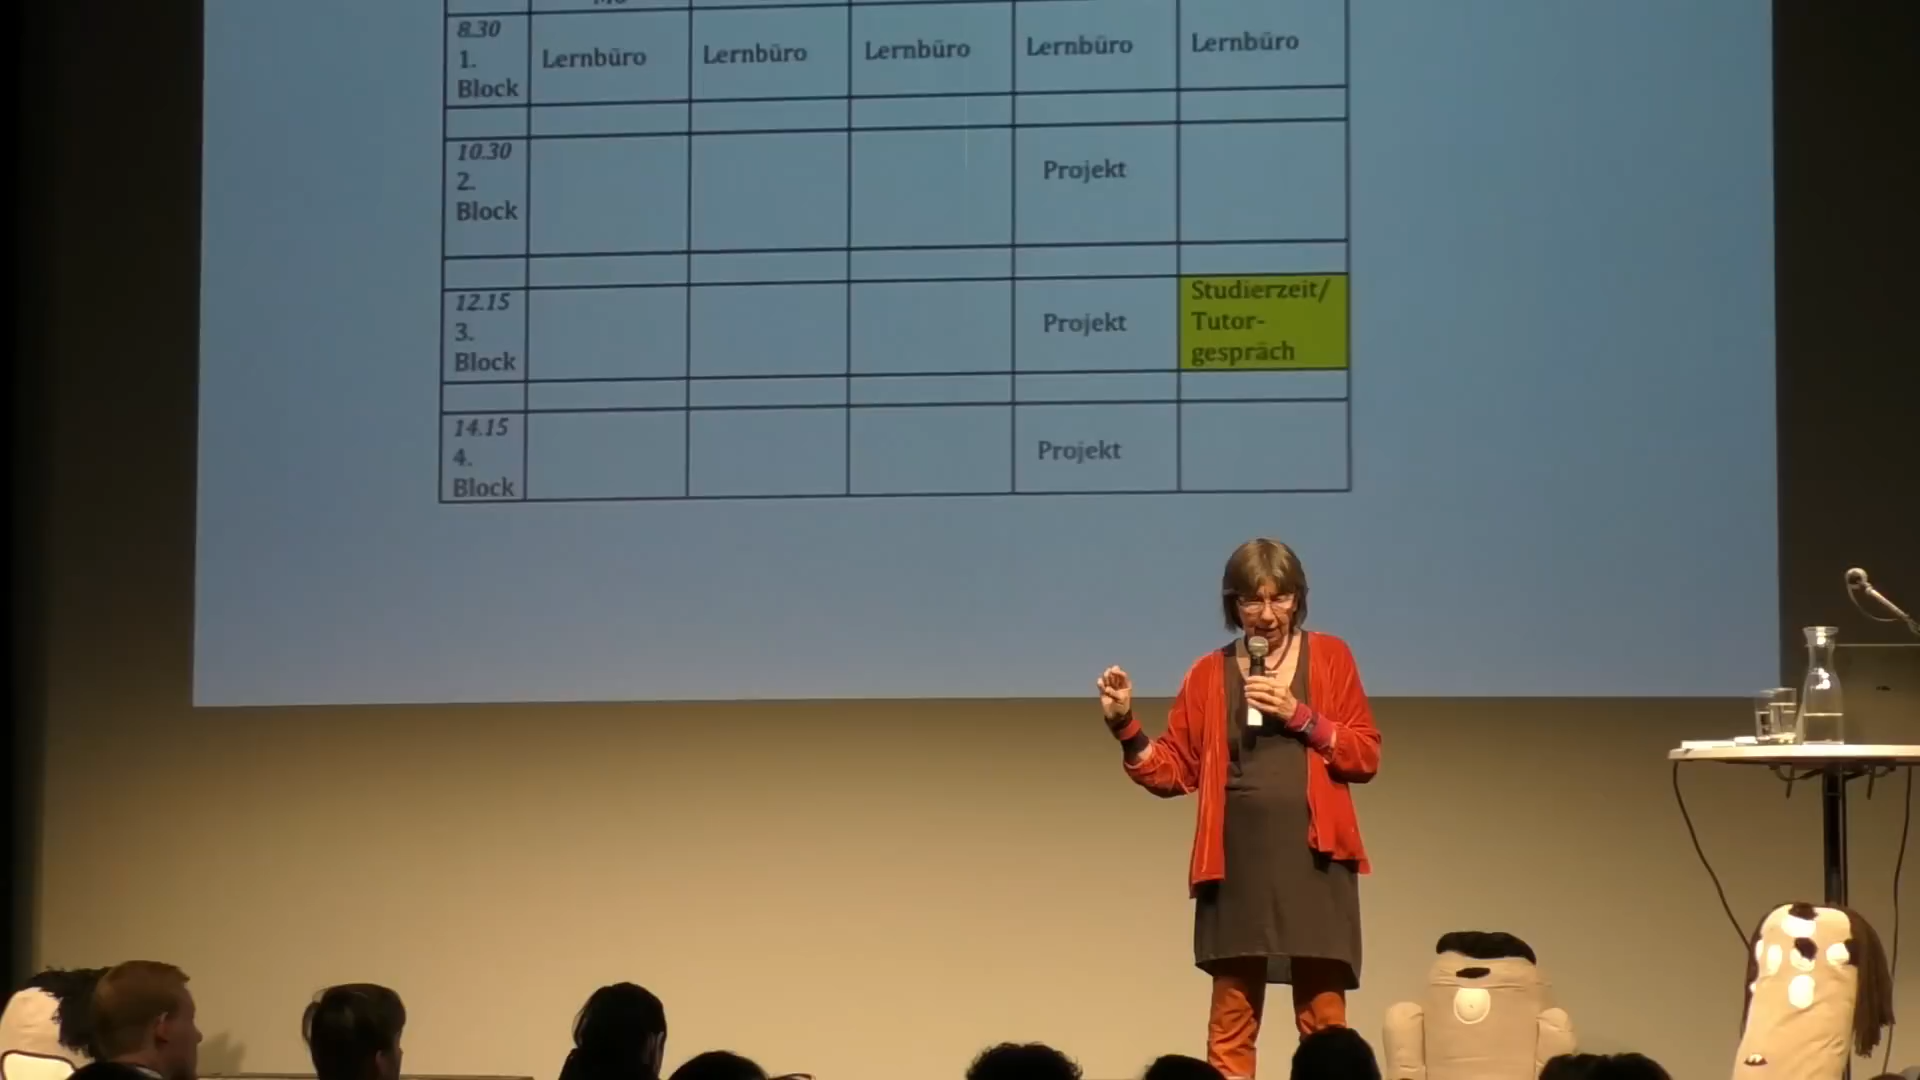 Mo
8.30
1.
Block
Lernbüro
Lernbüro
Lernbüro
Lernbüro
Lernbüro
10.30
2.
Block
Projekt
12.15
3.
Block
Projekt
Studierzeit/
Tutor-
gespräch
14.15
4.
Block
Projekt